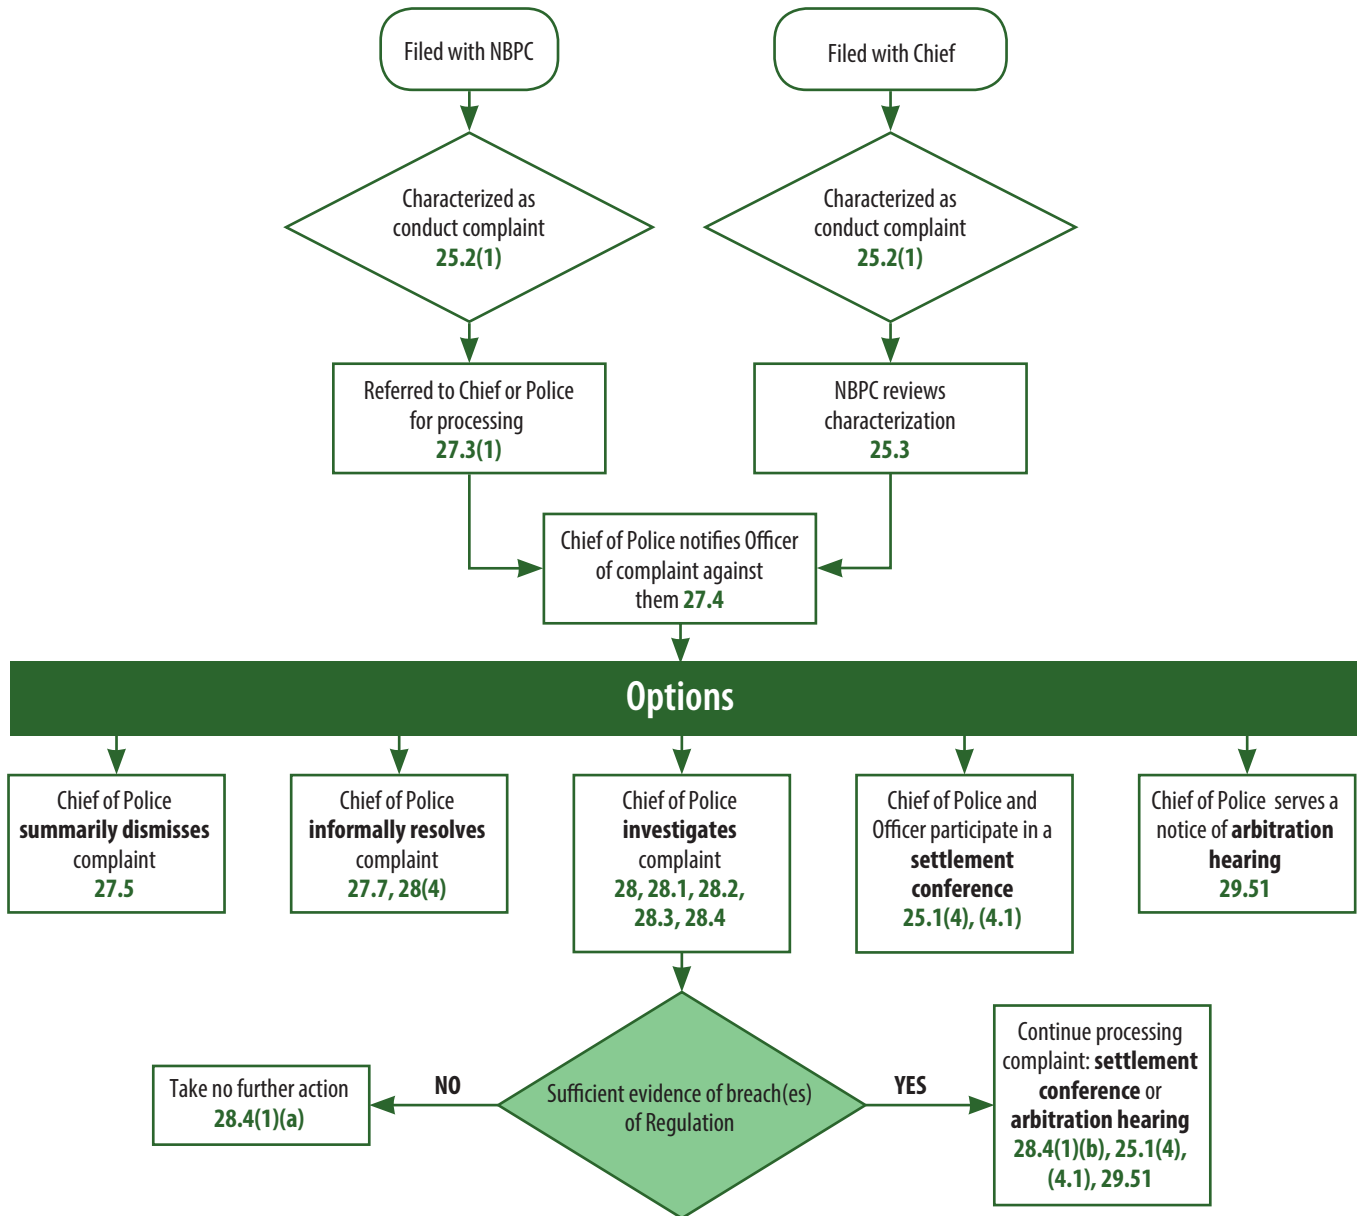 Filed with NBPC
Filed with Chief
Characterized as
conduct complaint
25.2(1)
Characterized as
conduct complaint
25.2(1)
Referred to Chief or Police
for processing
27.3(1)
NBPC reviews
characterization
25.3
Chief of Police notifies Officer
of complaint against
them 27.4
Options
Chief of Police
summarily dismisses
complaint
27.5
Chief of Police
informally resolves
complaint
27.7, 28(4)
Chief of Police
investigates
complaint
28, 28.1, 28.2,
28.3, 28.4
Chief of Police and
Officer participate in a
settlement
conference
25.1(4), (4.1)
Chief of Police serves a
notice of arbitration
hearing
29.51
Take no further action
28.4(1)(a)
NO
Sufficient evidence of breach(es)
of Regulation
YES
Continue processing
complaint: settlement
conference or
arbitration hearing
28.4(1)(b), 25.1(4),
(4.1), 29.51